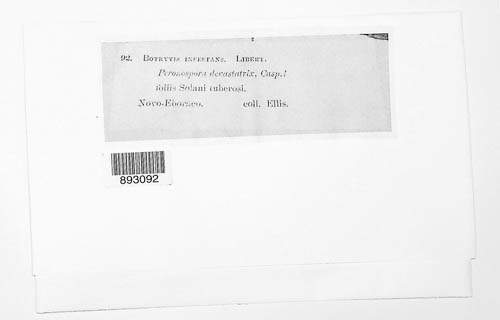 92. Botrytis infestans. Libert.
Peronospora devastatrix, Casp.!
foliis Solani tuberosi.
Novo-Eboraco. coll. Ellis.
893092